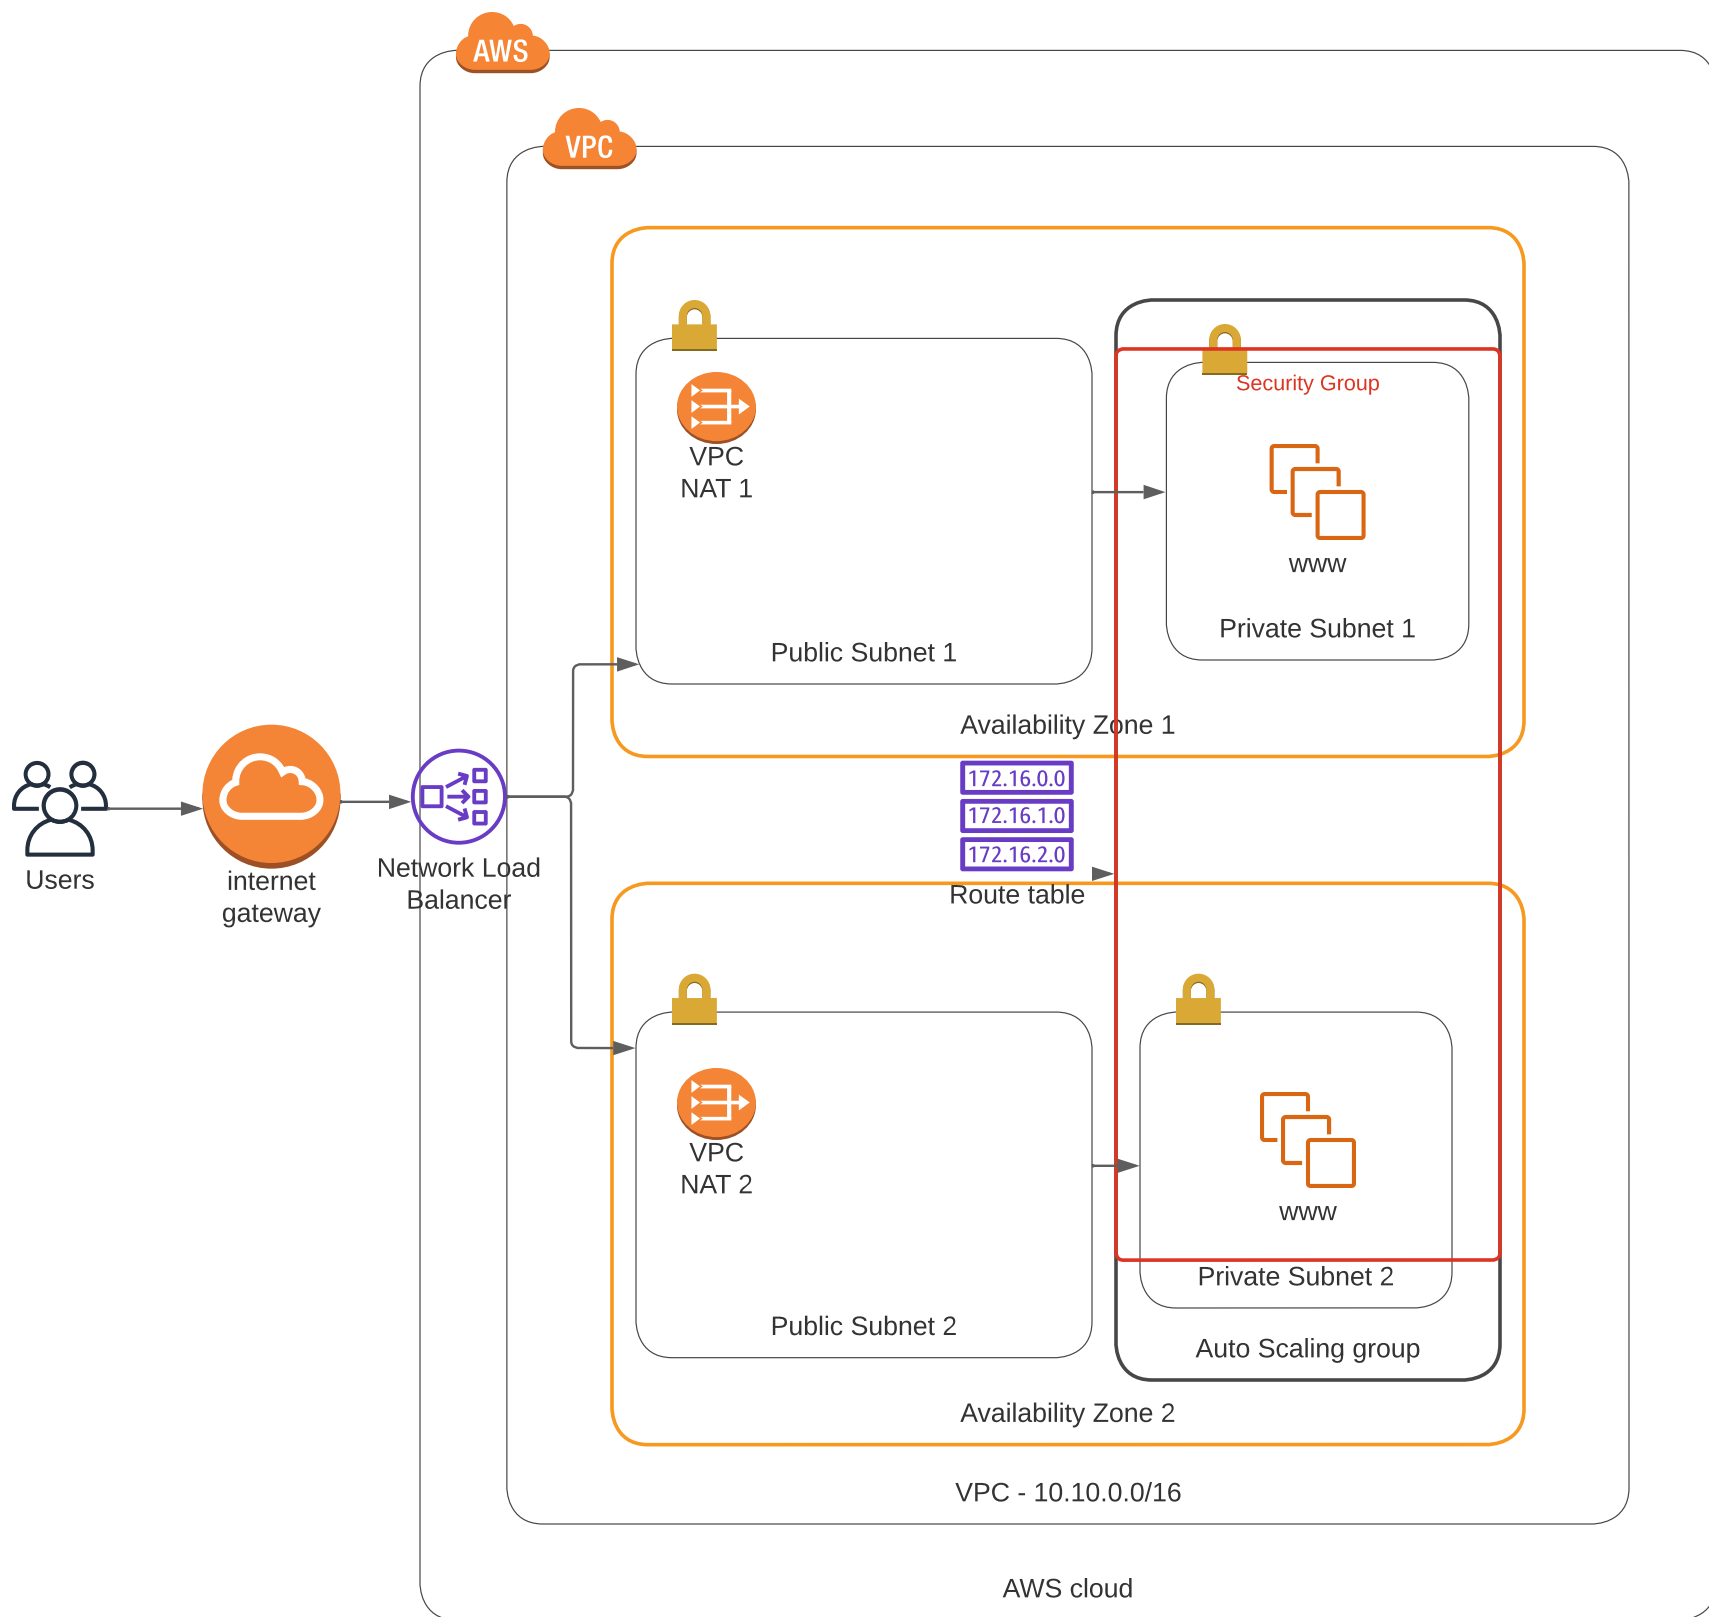 AWS
VPC
Security Group
VPC
NAT 1
www
Private Subnet 1
Public Subnet 1
Availability Zone 1
172.16.0.0
172.16.1.0
172.16.2.0
Route table
Users
internet
gateway
Network Load
Balancer
VPC
NAT 2
www
Private Subnet 2
Public Subnet 2
Auto Scaling group
Availability Zone 2
VPC - 10.10.0.0/16
AWS cloud